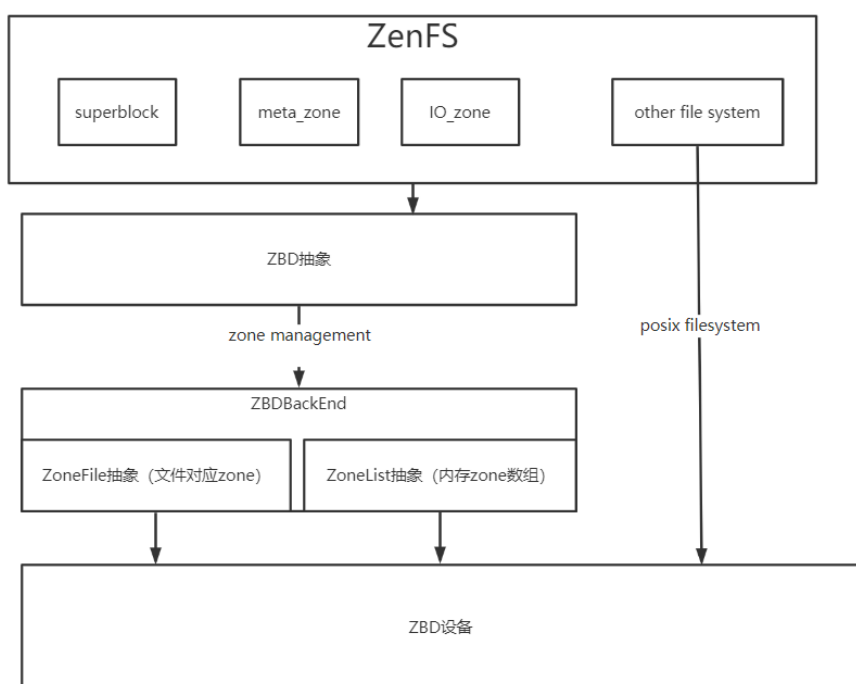 ZenFS
superblock
meta_zone
IO_zone
other file system
ZBD抽象
zone management
posix filesystem
ZBDBackEnd
ZoneFile抽象（文件对应zone）
ZoneList抽象（内存zone数组）
ZBD设备